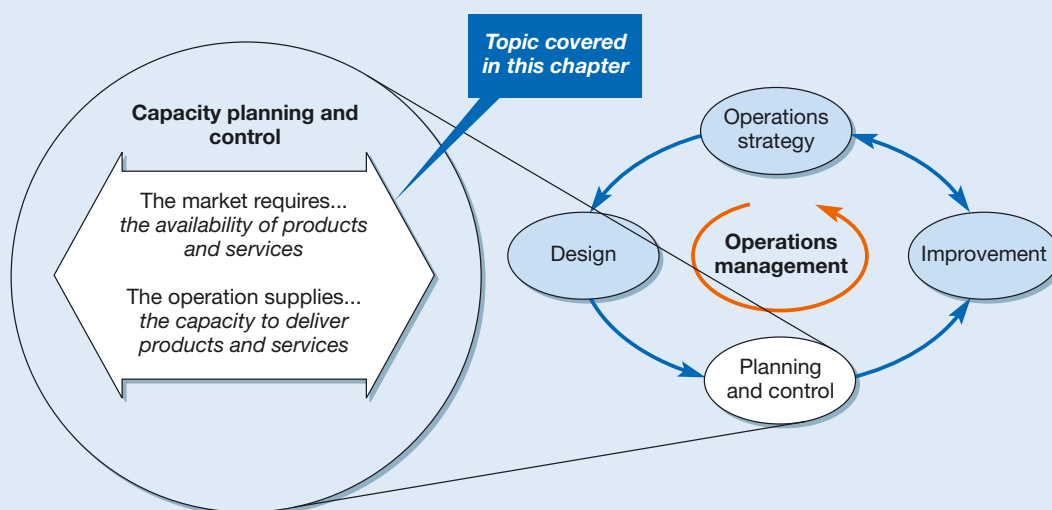 Topic covered
in this chapter
Capacity planning and
control
The market requires...
the availability of products
and services
The operation supplies...
the capacity to deliver
products and services
Operations
strategy
Design
Operations
management
Improvement
Planning
and control